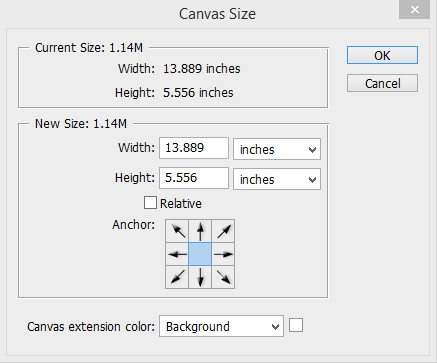 Canvas Size
Current Size: 1.14M
OK
Width: 13.889 inches
Cancel
Height: 5.556 inches
New Size: 1.14M
Width: 13.889 inches
Height: 5.556 inches
Relative
Anchor:
Canvas extension color: Background